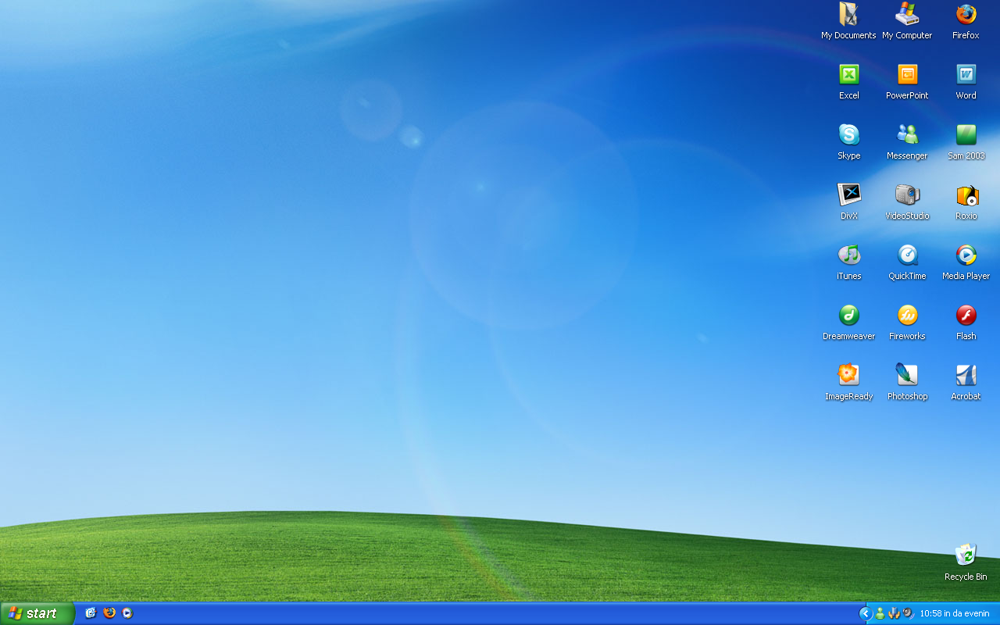 My Documents
My Computer
Firefox
Excel
PowerPoint
Word
Skype
Messenger
Sam 2003
DivX
VideoStudio
Roxio
iTunes
QuickTime
Media Player
Dreamweaver
Fireworks
Flash
ImageReady
Photoshop
Acrobat
Recycle Bin
start
10:58 in da evenin